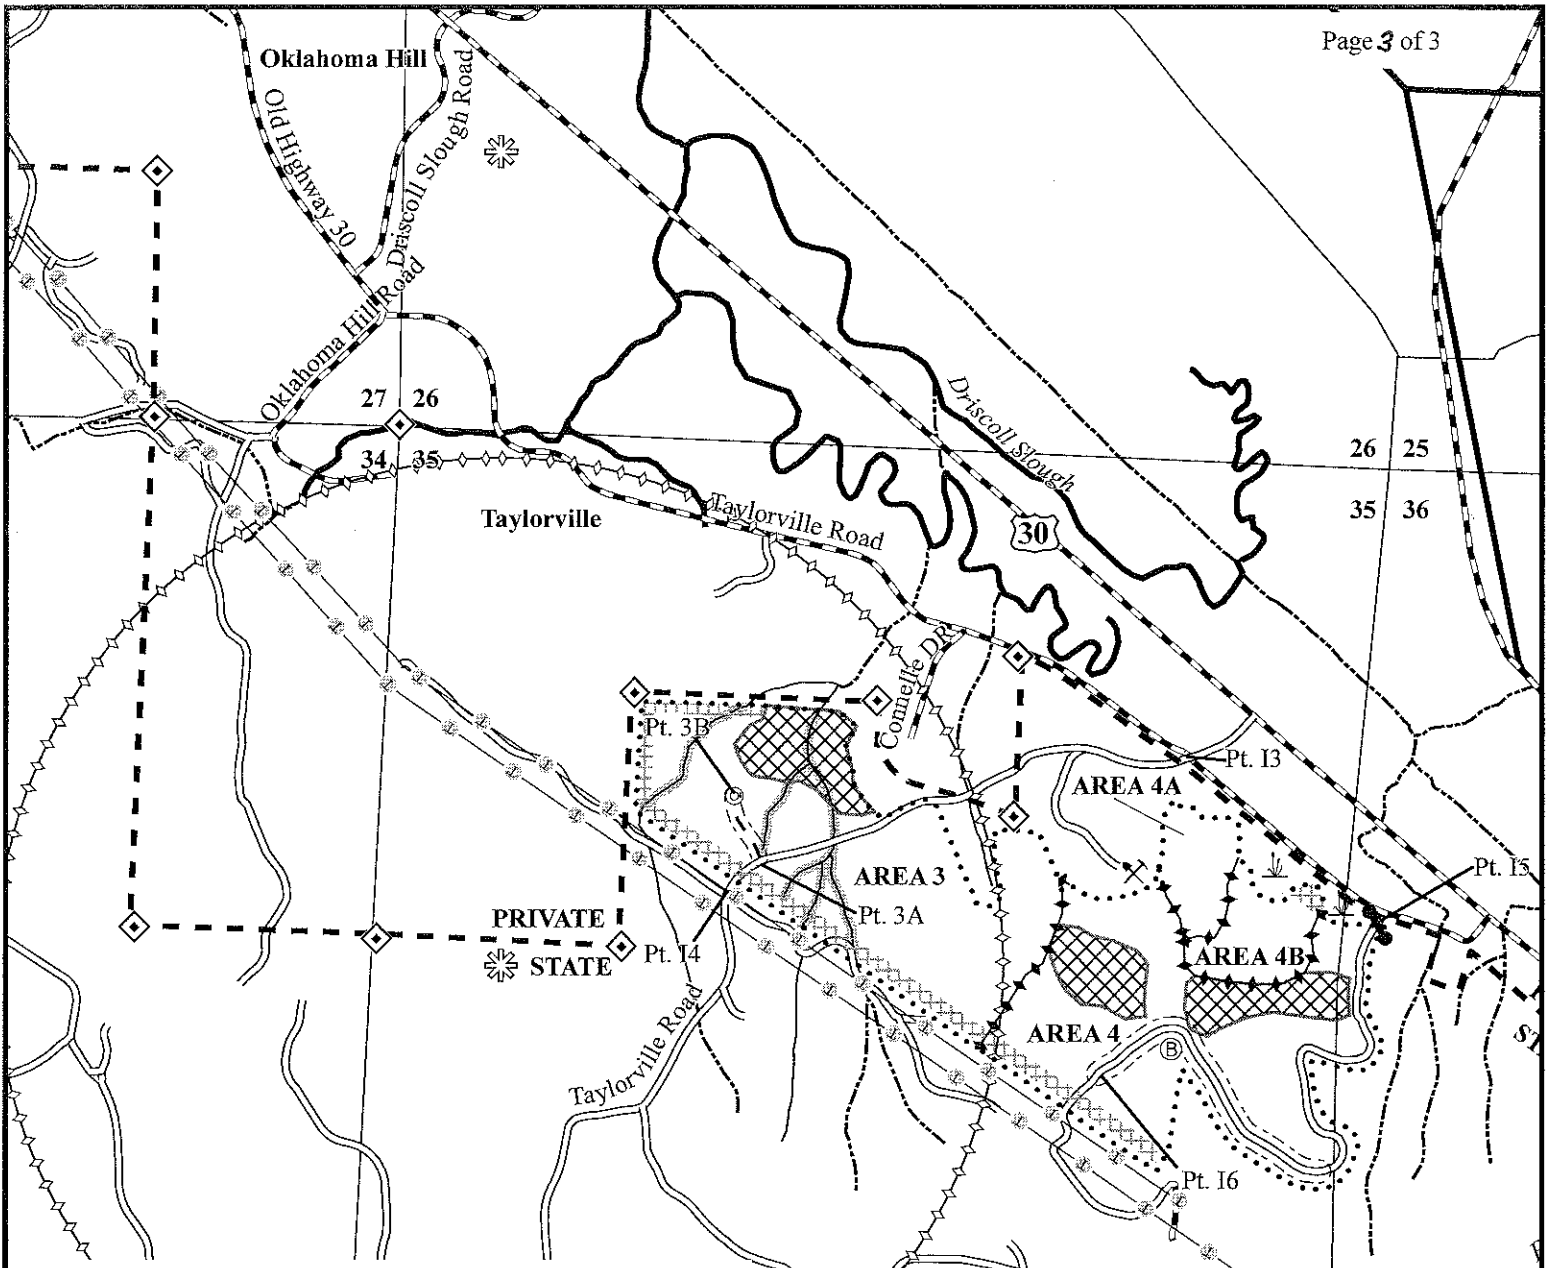 Page 3 of 3
Oklahoma Hill
Old Highway 30
Driscoll Slough Road
Oklahoma Hill Road
27 26
34 35
Driscoll Slough
26 25
35 36
30
Taylorville
Taylorville Road
Connelle DR
Pt. 3B
Pt. I3
AREA 4A
Pt. I5
AREA 3
Pt. 3A
PRIVATE
STATE
Pt. I4
AREA 4B
AREA 4
B
Taylorville Road
Pt. I6